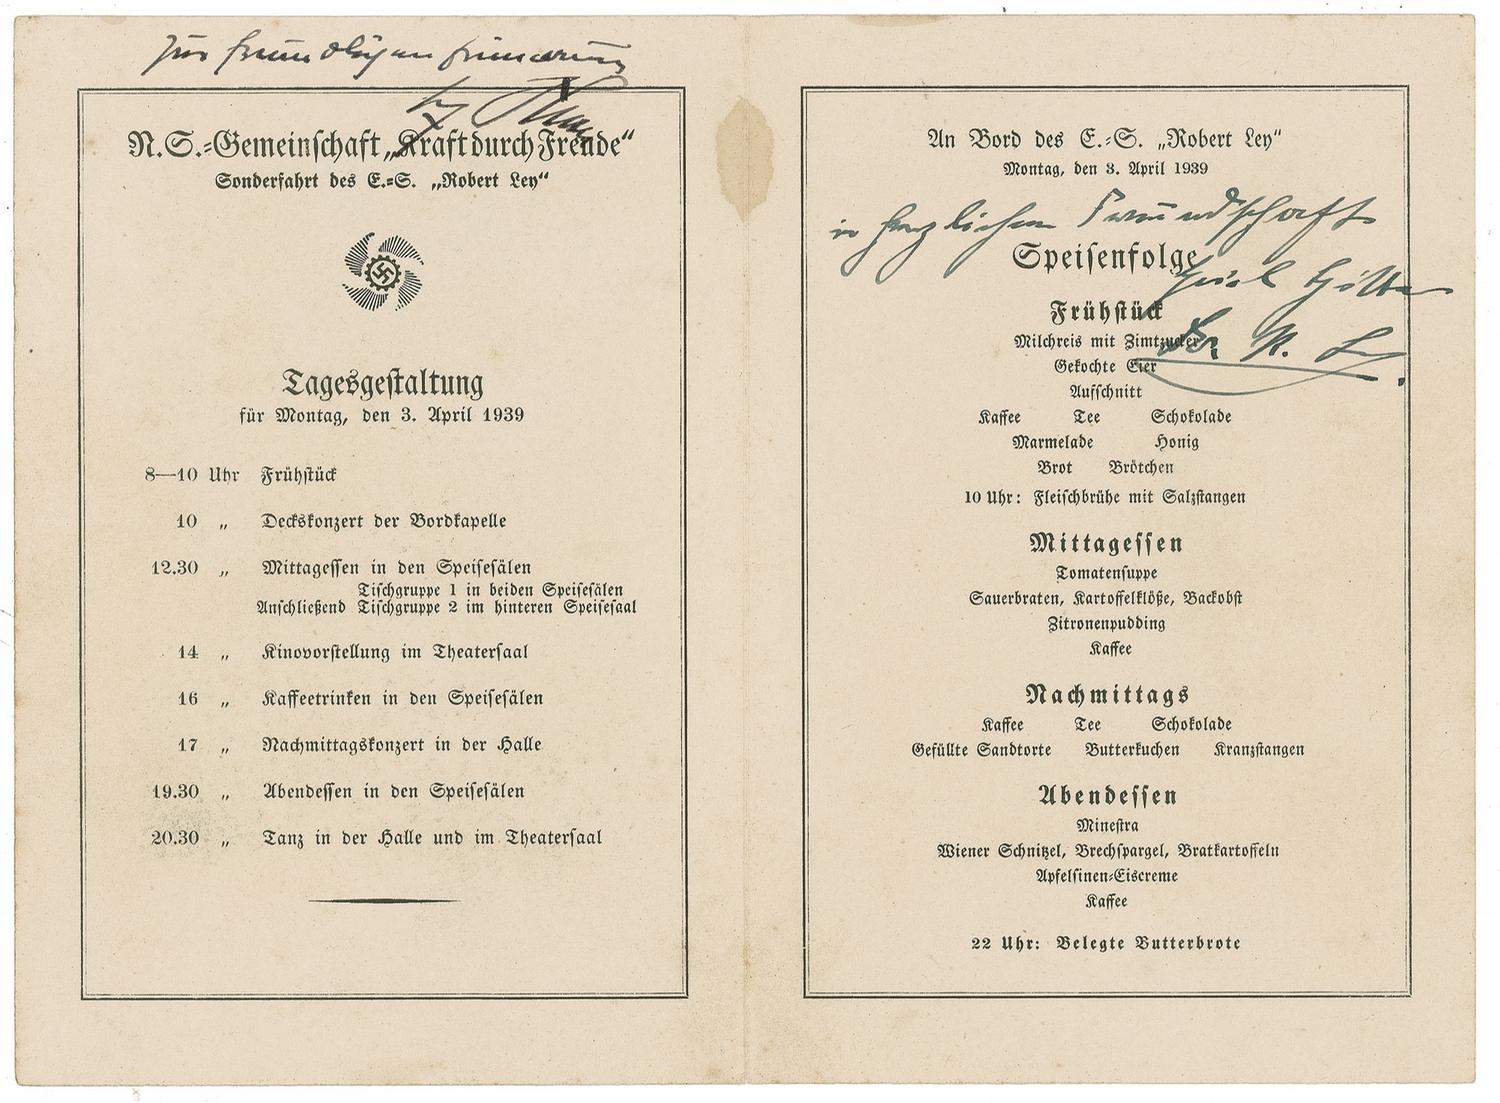 Zur freundlichen Erinnerung
N.S.-Gemeinschaft „Kraft durch Freude“
Sonderfahrt des E.-S. „Robert Ley“
Tagesgestaltung
für Montag, den 3. April 1939
8—10 Uhr Frühstück
10 „ Deckskonzert der Bordkapelle
12.30 „ Mittagessen in den Speisesälen
Tischgruppe 1 in beiden Speisesälen
Anschließend Tischgruppe 2 im hinteren Speisesaal
14 „ Kinovorstellung im Theatersaal
16 „ Kaffeetrinken in den Speisesälen
17 „ Nachmittagskonzert in der Halle
19.30 „ Abendessen in den Speisesälen
20.30 „ Tanz in der Halle und im Theatersaal
An Bord des E.-S. „Robert Ley“
Montag, den 3. April 1939
in herzlicher Freundschaft
Speisenfolge
Heil Hitler
Frühstück
Dr R. Ley
Milchreis mit Zimtzucker
Gekochte Eier
Aufschnitt
Kaffee Tee Schokolade
Marmelade Honig
Brot Brötchen
10 Uhr: Fleischbrühe mit Salzstangen
Mittagessen
Tomatensuppe
Sauerbraten, Kartoffelklöße, Backobst
Zitronenpudding
Kaffee
Nachmittags
Kaffee Tee Schokolade
Gefüllte Sandtorte Butterkuchen Kranzstangen
Abendessen
Minestra
Wiener Schnitzel, Brechspargel, Bratkartoffeln
Apfelsinen-Eiscreme
Kaffee
22 Uhr: Belegte Butterbrote